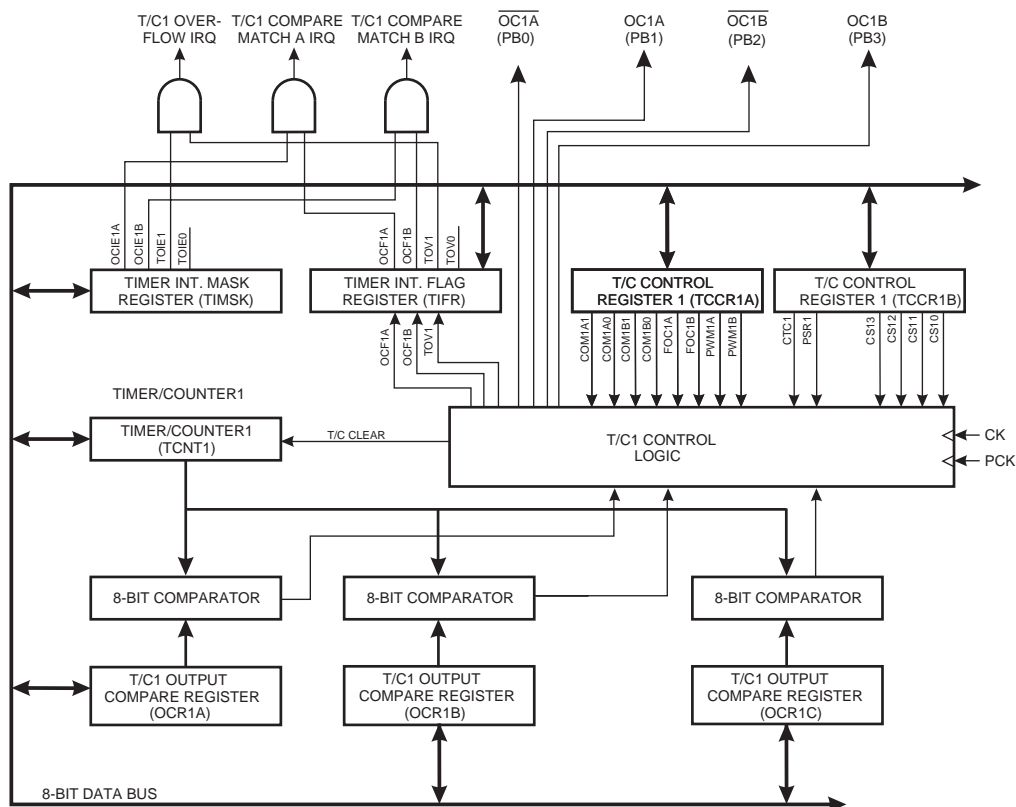 T/C1 OVER-
FLOW IRQ
T/C1 COMPARE
MATCH A IRQ
T/C1 COMPARE
MATCH B IRQ
OC1A
(PB0)
OC1A
(PB1)
OC1B
(PB2)
OC1B
(PB3)
OCIE1A
OCIE1B
TOIE1
TOIE0
OCF1A
OCF1B
TOV1
TOV0
TIMER INT. MASK
REGISTER (TIMSK)
TIMER INT. FLAG
REGISTER (TIFR)
T/C CONTROL
REGISTER 1 (TCCR1A)
T/C CONTROL
REGISTER 1 (TCCR1B)
OCF1A
OCF1B
TOV1
COM1A1
COM1A0
COM1B1
COM1B0
FOC1A
FOC1B
PWM1A
PWM1B
CTC1
PSR1
CS13
CS12
CS11
CS10
TIMER/COUNTER1
TIMER/COUNTER1
(TCNT1)
T/C CLEAR
T/C1 CONTROL
LOGIC
CK
PCK
8-BIT COMPARATOR
8-BIT COMPARATOR
8-BIT COMPARATOR
T/C1 OUTPUT
COMPARE REGISTER
(OCR1A)
T/C1 OUTPUT
COMPARE REGISTER
(OCR1B)
T/C1 OUTPUT
COMPARE REGISTER
(OCR1C)
8-BIT DATA BUS